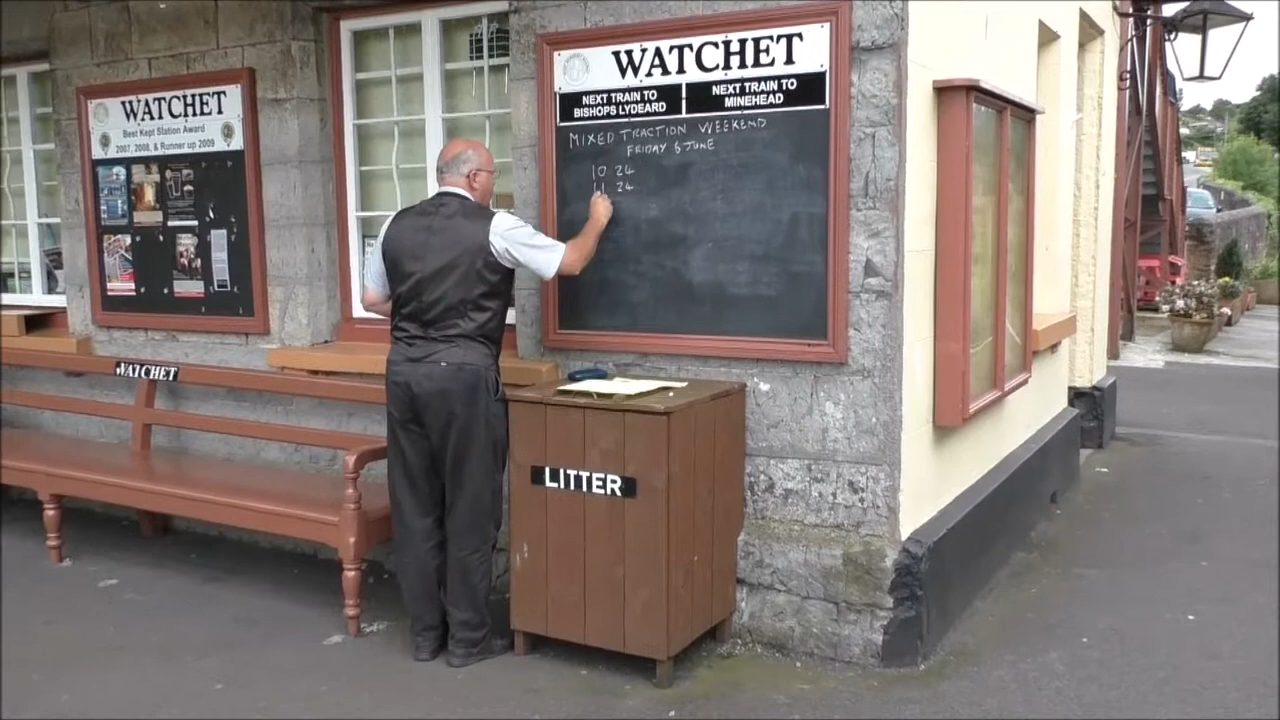 WATCHET
Best Kept Station Award
2007, 2008, & Runner up 2009
WATCHET
WATCHET
NEXT TRAIN TO
BISHOPS LYDEARD
NEXT TRAIN TO
MINEHEAD
MIXED TRACTION WEEKEND
FRIDAY 6 JUNE
10 24
11 24
LITTER